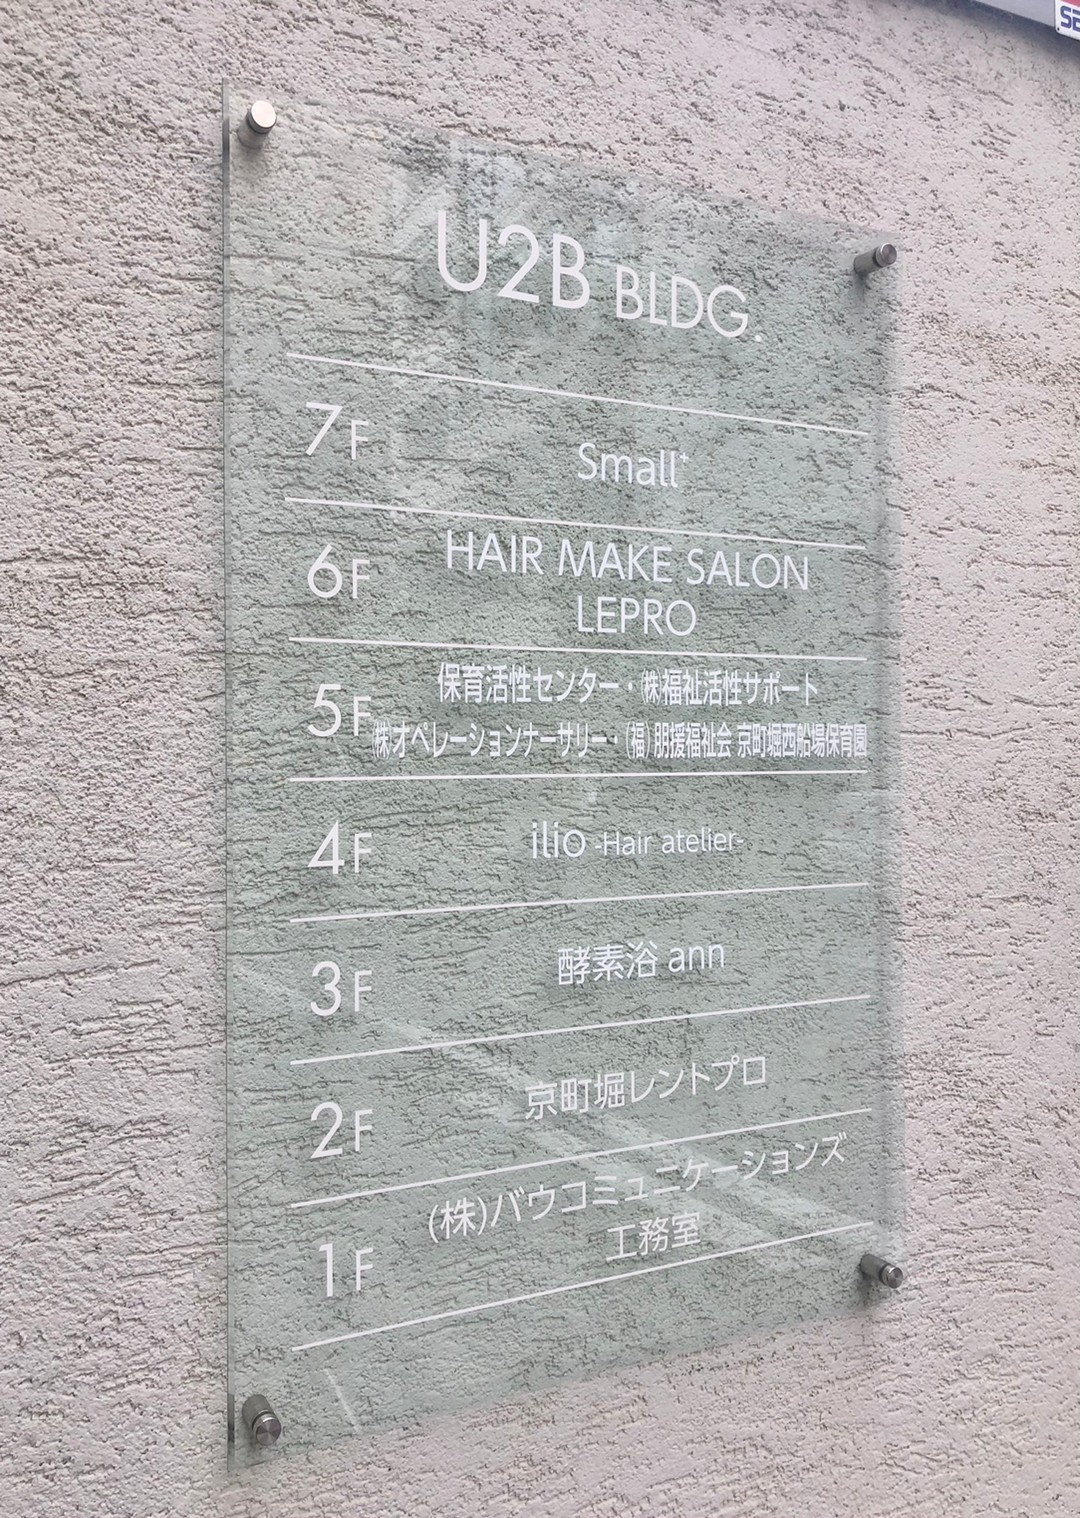 U2B BLDG.
7F Small+
6F HAIR MAKE SALON
LEPRO
5F 保育活性センター・㈱福祉活性サポート
㈱オペレーションナーサリー・(福)朋援福祉会 京町堀西船場保育園
4F ilio -Hair atelier-
3F 酵素浴 ann
2F 京町堀レントプロ
1F (株)バウコミュニケーションズ
工務室